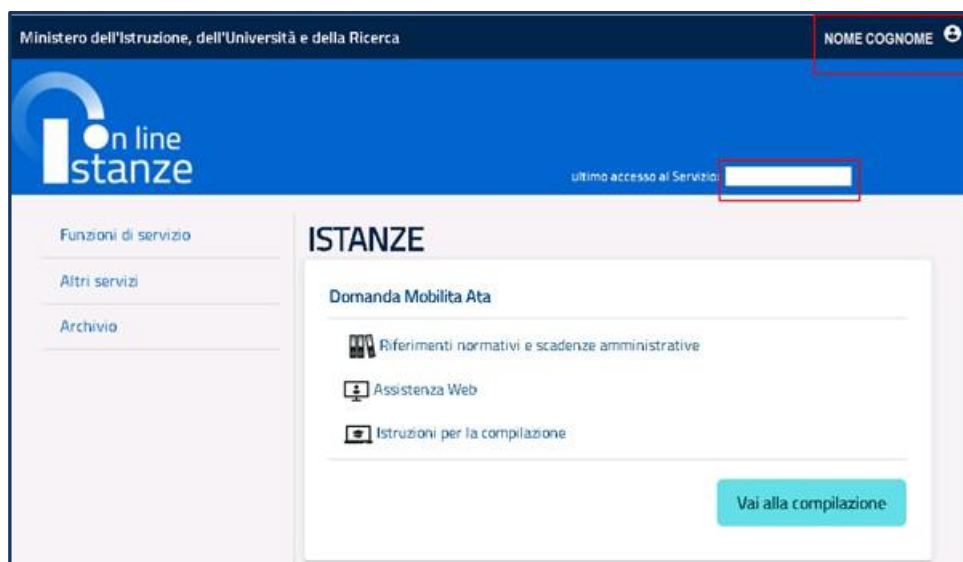 Ministero dell'Istruzione, dell'Università e della Ricerca
NOME COGNOME
On line
Istanze
ultimo accesso al Servizio:
Funzioni di servizio
Altri servizi
Archivio
ISTANZE
Domanda Mobilita Ata
Riferimenti normativi e scadenze amministrative
Assistenza Web
Istruzioni per la compilazione
Vai alla compilazione